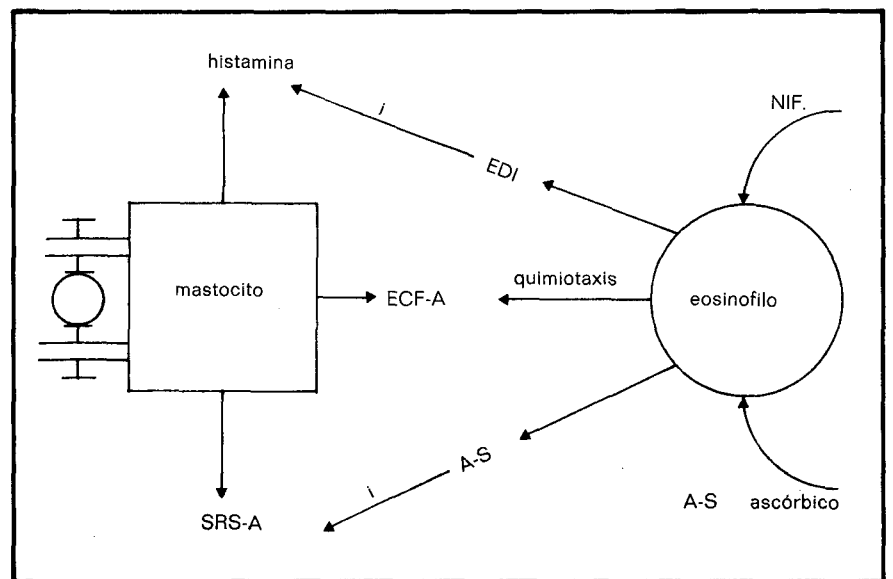 histamina
i
NIF.
EDI
mastocito
ECF-A
quimiotaxis
eosinofilo
A-S
i
SRS-A
A-S ascórbico